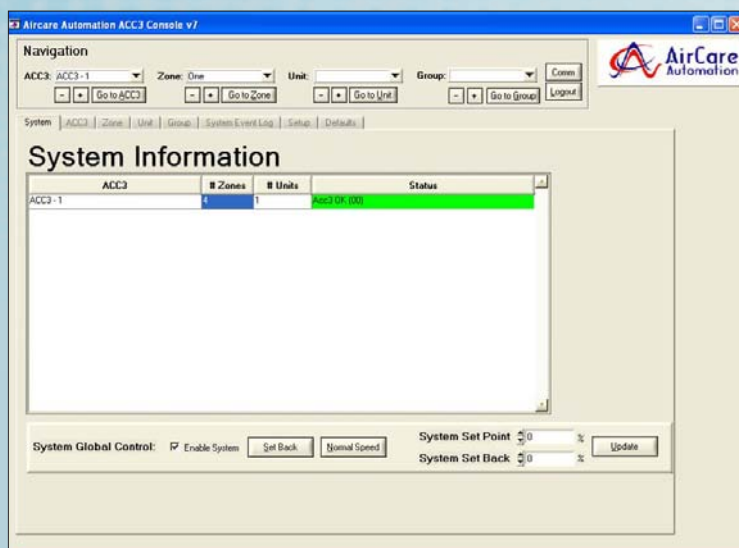 Aircare Automation ACC3 Console v7
Navigation
ACC3: ACC3 - 1 Zone: One Unit: Group: Comm
- + Go to ACC3 - + Go to Zone - + Go to Unit - + Go to Group Logout
AirCare
Automation
System ACC3 Zone Unit Group System Event Log Setup Defaults
System Information
ACC3 # Zones # Units Status
ACC3 - 1 4 1 Acc3 OK (00)
System Global Control: Enable System Set Back Normal Speed
System Set Point 0 % Update
System Set Back 0 %